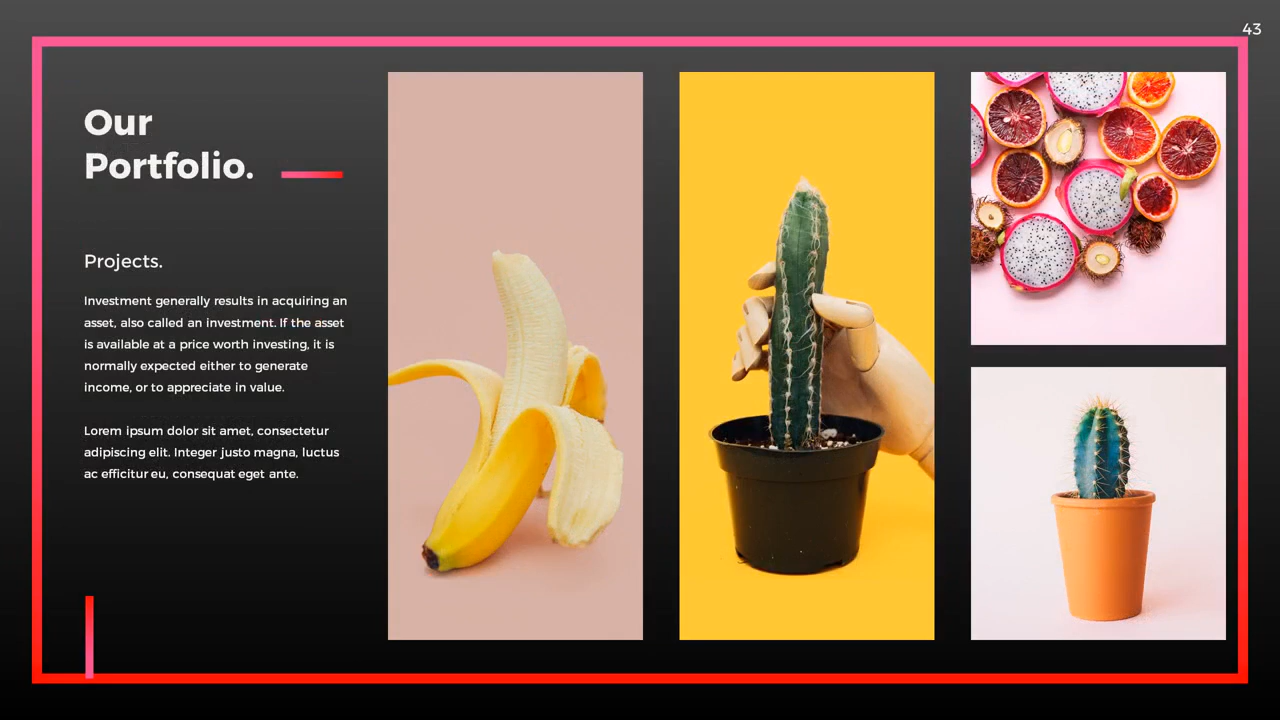 43
Our
Portfolio.
Projects.
Investment generally results in acquiring an
asset, also called an investment. If the asset
is available at a price worth investing, it is
normally expected either to generate
income, or to appreciate in value.
Lorem ipsum dolor sit amet, consectetur
adipiscing elit. Integer justo magna, luctus
ac efficitur eu, consequat eget ante.